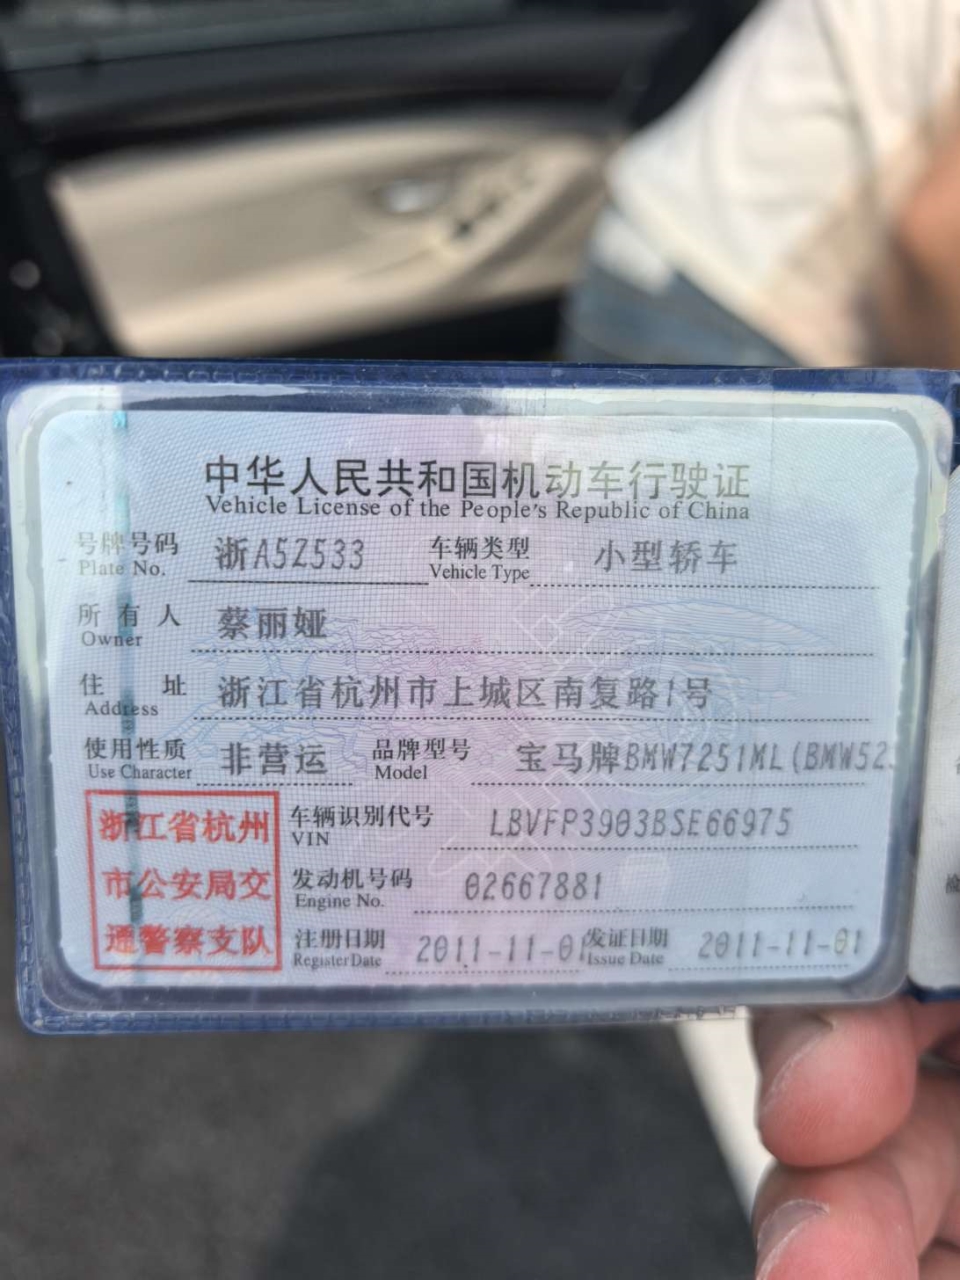 中华人民共和国机动车行驶证
Vehicle License of the People's Republic of China
号牌号码 浙A5Z533 车辆类型 小型轿车
Plate No. Vehicle Type
所有人 蔡丽娅
Owner
住址 浙江省杭州市上城区南复路1号
Address
使用性质 非营运 品牌型号 宝马牌BMW7251ML(BMW52
Use Character Model
浙江省杭州
市公安局交
通警察支队
车辆识别代号 LBVFP3903BSE66975
VIN
发动机号码 02667881
Engine No.
注册日期 2011-11-01 发证日期 2011-11-01
Register Date Issue Date